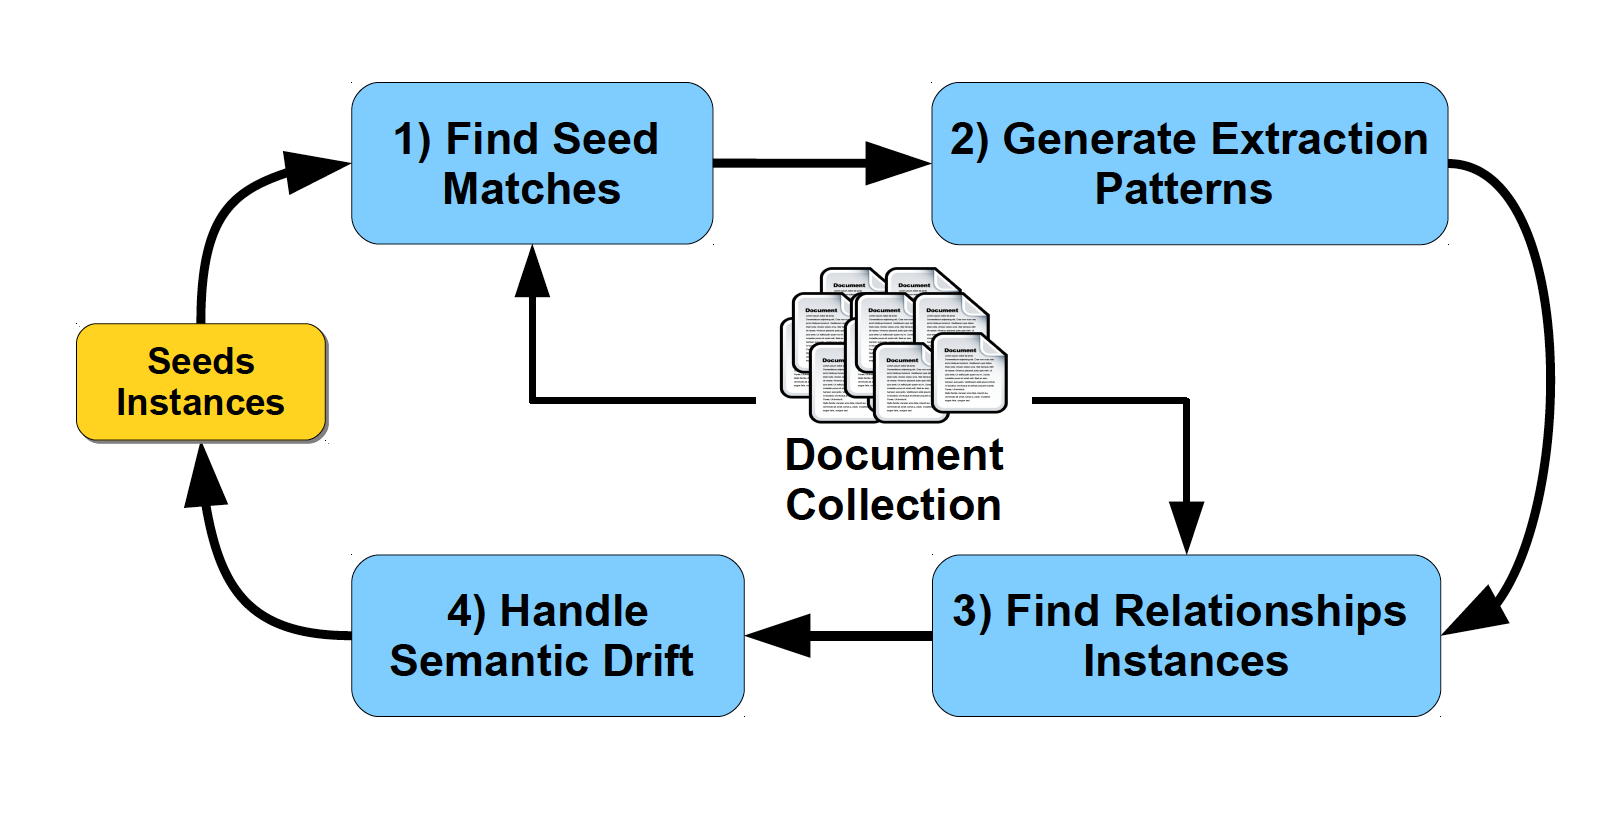 1) Find Seed
Matches
2) Generate Extraction
Patterns
Document
Document
Document
Document
Document
Document
Document
Document
Seeds
Instances
Document
Collection
4) Handle
Semantic Drift
3) Find Relationships
Instances